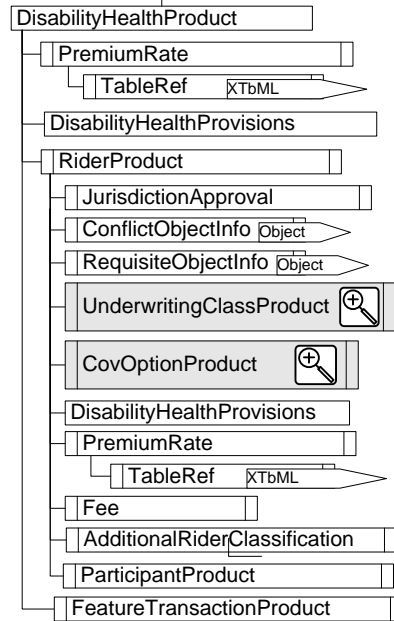 DisabilityHealthProduct
PremiumRate
TableRef XTbML
DisabilityHealthProvisions
RiderProduct
JurisdictionApproval
ConflictObjectInfo Object
RequisiteObjectInfo Object
UnderwritingClassProduct
CovOptionProduct
DisabilityHealthProvisions
PremiumRate
TableRef XTbML
Fee
AdditionalRiderClassification
ParticipantProduct
FeatureTransactionProduct